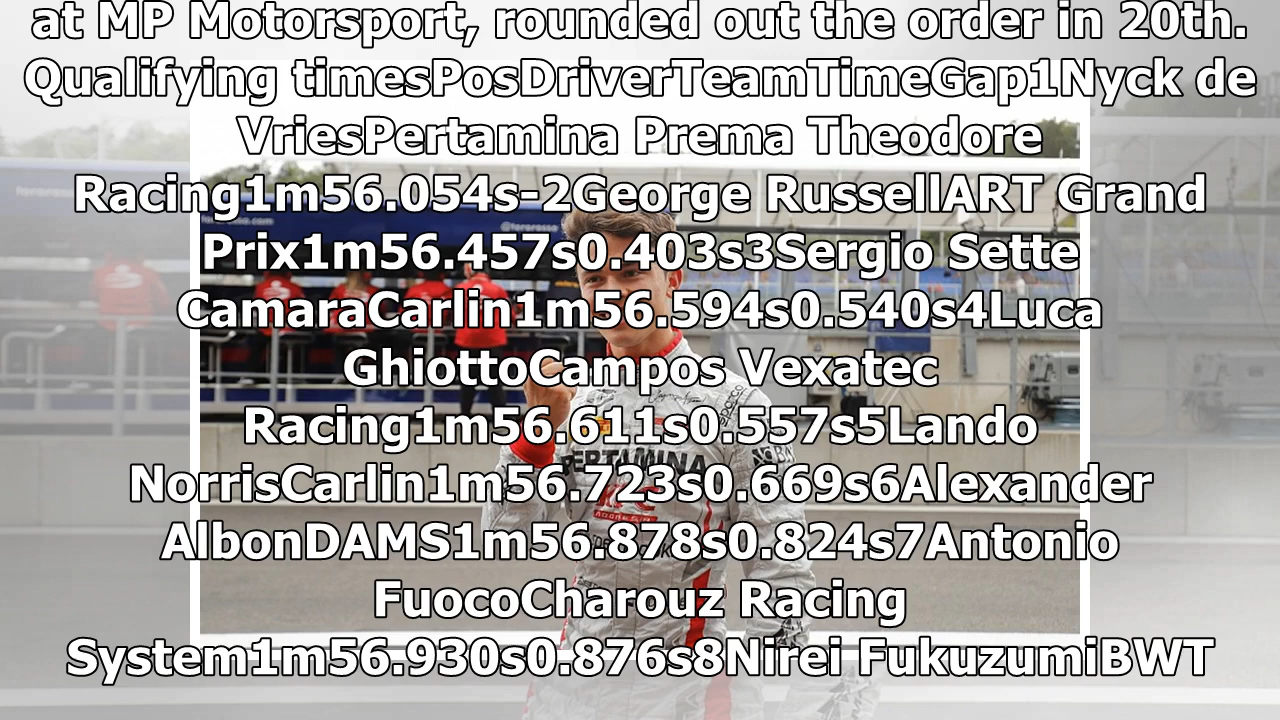 at MP Motorsport, rounded out the order in 20th.
Qualifying timesPosDriverTeamTimeGap1Nyck de
VriesPertamina Prema Theodore
Racing1m56.054s-2George RussellART Grand
Prix1m56.457s0.403s3Sergio Sette
CamaraCarlin1m56.594s0.540s4Luca
GhiottoCampos Vexatec
Racing1m56.611s0.557s5Lando
NorrisCarlin1m56.723s0.669s6Alexander
AlbonDAMS1m56.878s0.824s7Antonio
FuocoCharouz Racing
System1m56.930s0.876s8Nirei FukuzumiBWT
PERTAMINA